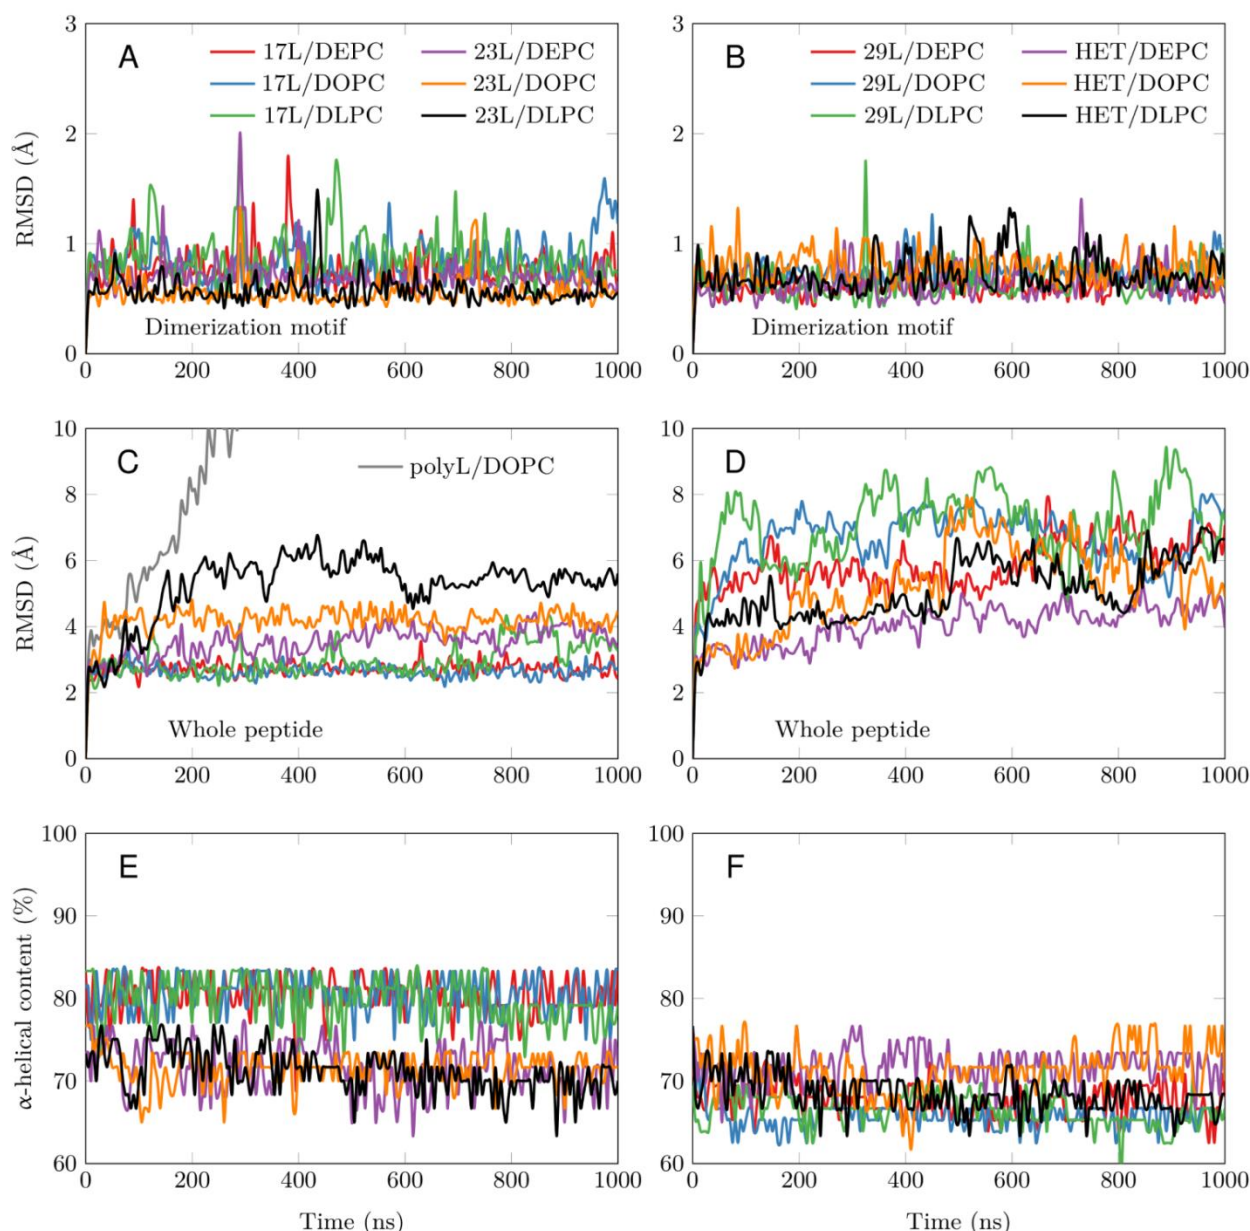 A
17L/DEPC 23L/DEPC
17L/DOPC 23L/DOPC
17L/DLPC 23L/DLPC
Dimerization motif
RMSD (Å)
3
2
1
0
0 200 400 600 800 1000
B
29L/DEPC HET/DEPC
29L/DOPC HET/DOPC
29L/DLPC HET/DLPC
Dimerization motif
3
2
1
0
0 200 400 600 800 1000
C
polyL/DOPC
Whole peptide
RMSD (Å)
10
8
6
4
2
0
0 200 400 600 800 1000
D
Whole peptide
10
8
6
4
2
0
0 200 400 600 800 1000
E
α-helical content (%)
100
90
80
70
60
0 200 400 600 800 1000
Time (ns)
F
100
90
80
70
60
0 200 400 600 800 1000
Time (ns)